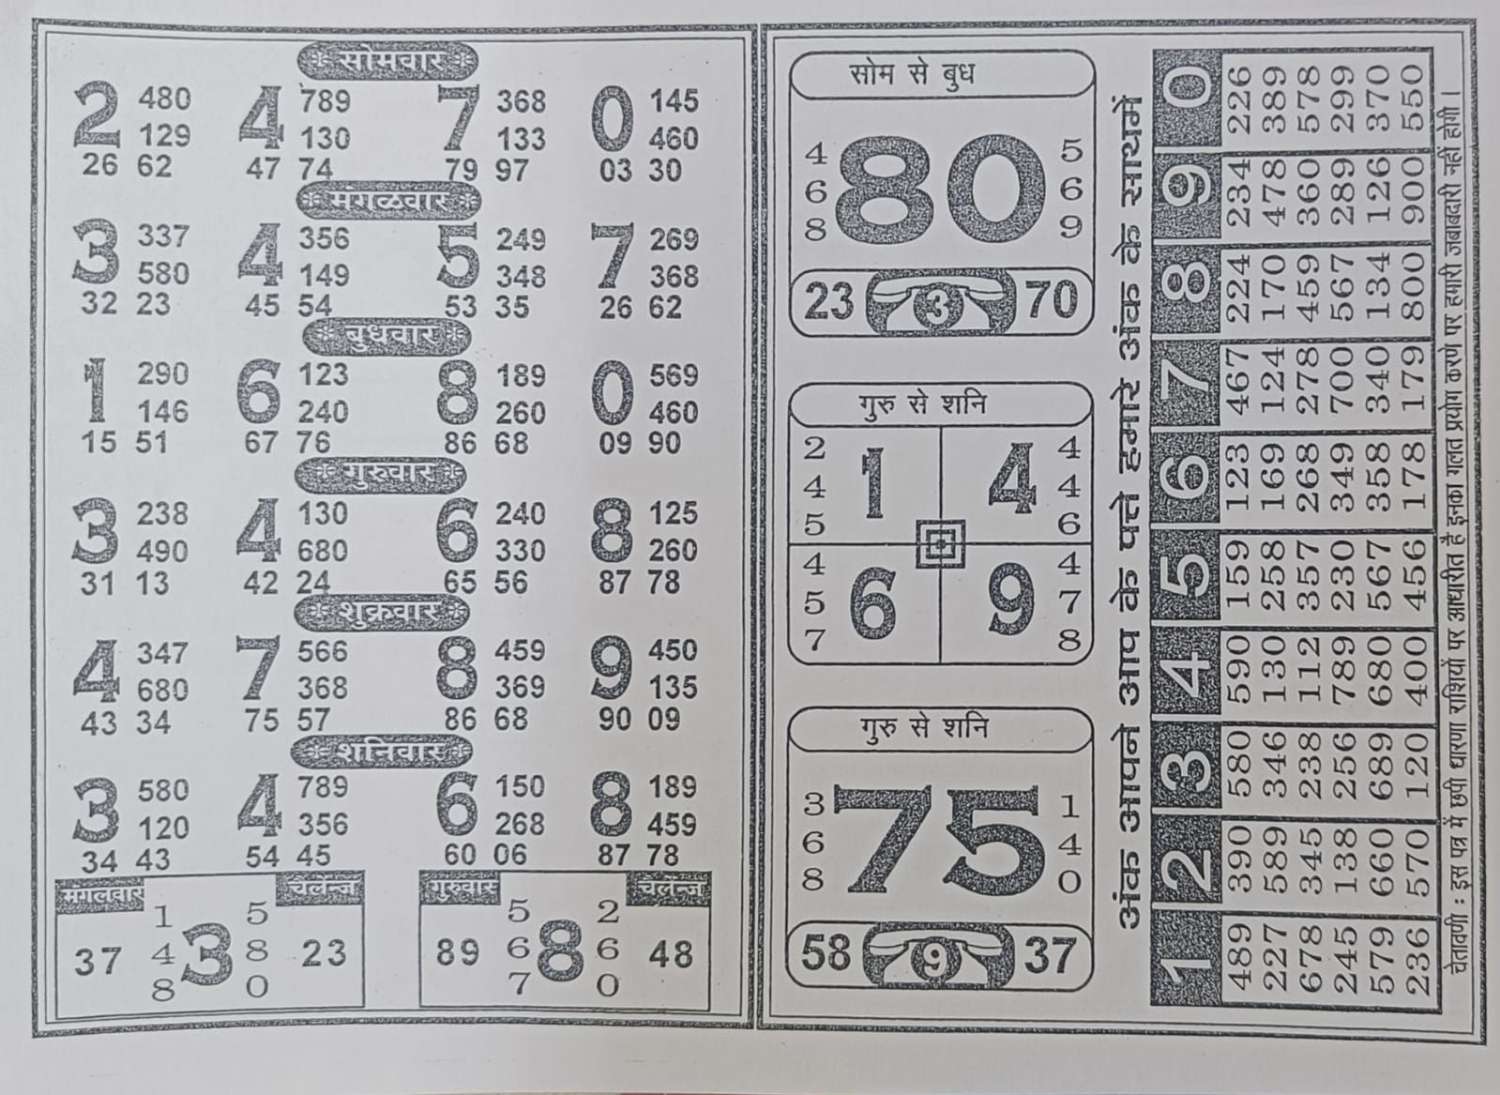 ❈ सोमवार ❈
2 480 4 789 7 368 0 145
129 130 133 460
26 62 47 74 79 97 03 30
❈ मंगळवार ❈
3 337 4 356 5 249 7 269
580 149 348 368
32 23 45 54 53 35 26 62
❈ बुधवार ❈
1 290 6 123 8 189 0 569
146 240 260 460
15 51 67 76 86 68 09 90
❈ गुरुवार ❈
3 238 4 130 6 240 8 125
490 680 330 260
31 13 42 24 65 56 87 78
❈ शुक्रवार ❈
4 347 7 566 8 459 9 450
680 368 369 135
43 34 75 57 86 68 90 09
❈ शनिवार ❈
3 580 4 789 6 150 8 189
120 356 268 459
34 43 54 45 60 06 87 78
मंगलवार चॅलेन्ज
1 5
37 4 3 8 23
8 0
गुरुवार चॅलेन्ज
5 2
89 6 8 6 48
7 0
सोम से बुध
4 5
6 80 6
8 9
23 3 70
गुरु से शनि
2 4
4 1 4 4
5 6
4 4
5 6 9 7
7 8
गुरु से शनि
3 1
6 75 4
8 0
58 9 37
अंक आपने आप के पत्ते हमारे अंक के सायमें
1 2 3 4 5 6 7 8 9 0
489 390 580 590 159 123 467 224 234 226
227 589 346 130 258 169 124 170 478 389
678 345 238 112 357 268 278 459 360 578
245 138 256 789 230 349 700 567 289 299
579 660 689 680 567 358 340 134 126 370
236 570 120 400 456 178 179 800 900 550
चेतावणी : इस पत्र में छपी धारणा राशियों पर आधारीत है इनका गलत प्रयोग करणे पर हमारी जबाबदारी नहीं होगी ।